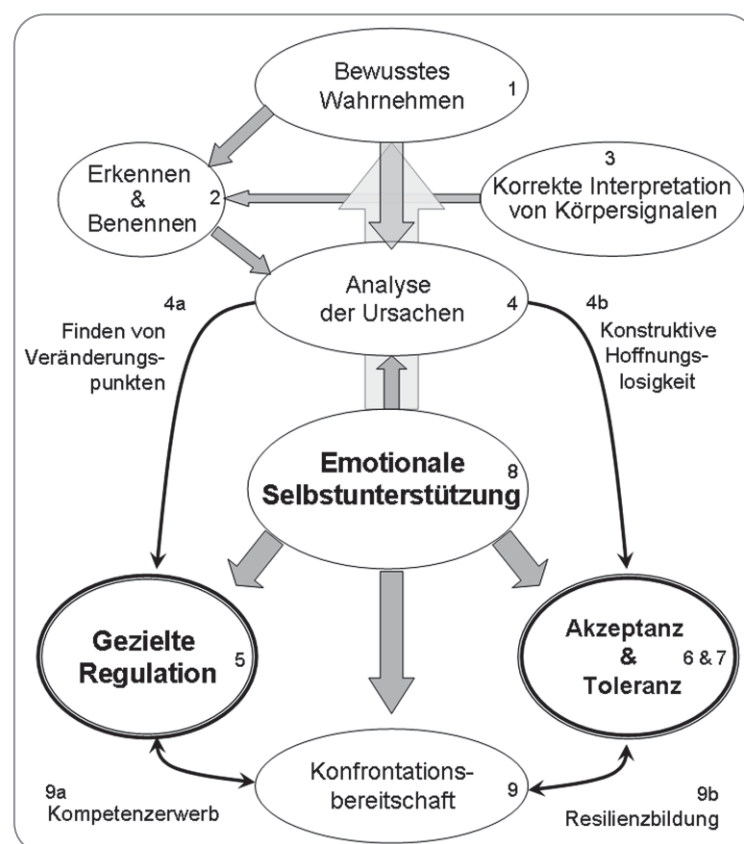 Bewusstes
Wahrnehmen 1
Erkennen
&
Benennen 2
3
Korrekte Interpretation
von Körpersignalen
Analyse
der Ursachen 4
4a
Finden von
Veränderungs-
punkten
4b
Konstruktive
Hoffnungs-
losigkeit
Emotionale
Selbstunterstützung 8
Gezielte
Regulation 5
Akzeptanz
& 6 & 7
Toleranz
Konfrontations-
bereitschaft 9
9a
Kompetenzerwerb
9b
Resilienzbildung